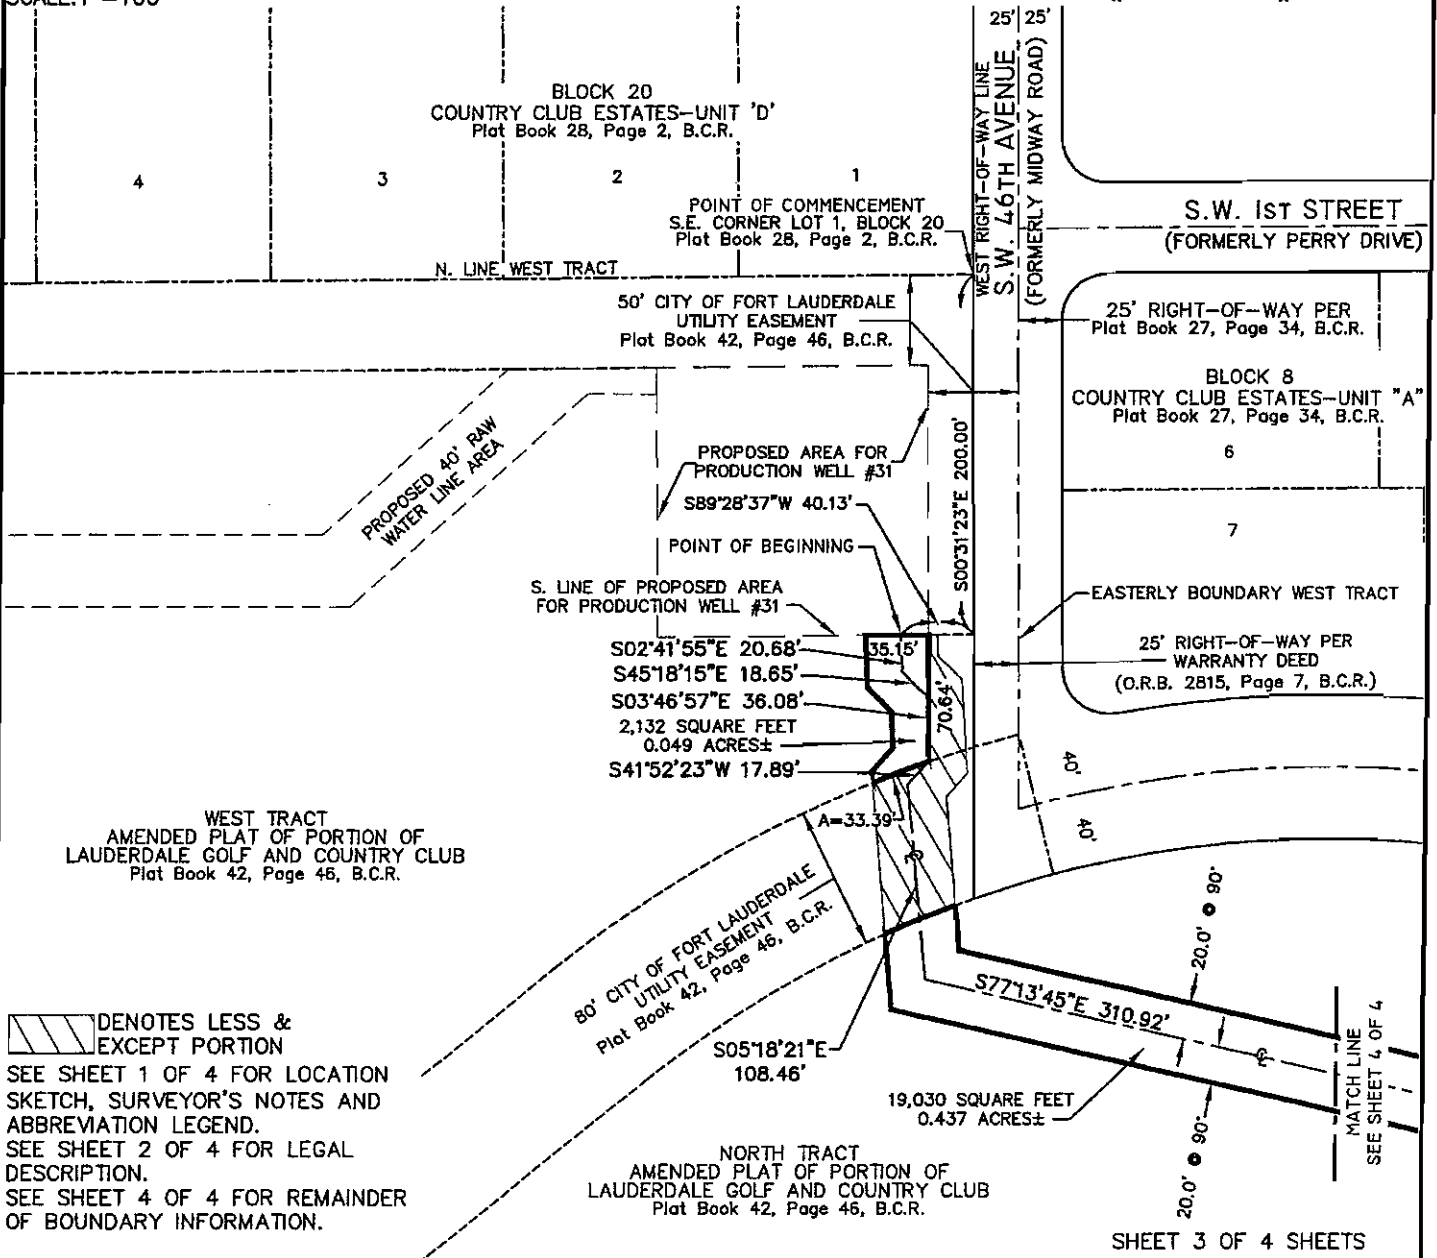 25' 25'
BLOCK 20
COUNTRY CLUB ESTATES-UNIT 'D'
Plat Book 28, Page 2, B.C.R.
4
3
2
1
WEST RIGHT-OF-WAY LINE
S.W. 46TH AVENUE
(FORMERLY MIDWAY ROAD)
POINT OF COMMENCEMENT
S.E. CORNER LOT 1, BLOCK 20
Plat Book 28, Page 2, B.C.R.
S.W. 1ST STREET
(FORMERLY PERRY DRIVE)
N. LINE WEST TRACT
50' CITY OF FORT LAUDERDALE
UTILITY EASEMENT
Plat Book 42, Page 46, B.C.R.
25' RIGHT-OF-WAY PER
Plat Book 27, Page 34, B.C.R.
BLOCK 8
COUNTRY CLUB ESTATES-UNIT "A"
Plat Book 27, Page 34, B.C.R.
6
7
PROPOSED 40' RAW
WATER LINE AREA
PROPOSED AREA FOR
PRODUCTION WELL #31
S89°28'37"W 40.13'
S00°31'23"E 200.00'
POINT OF BEGINNING
S. LINE OF PROPOSED AREA
FOR PRODUCTION WELL #31
EASTERLY BOUNDARY WEST TRACT
25' RIGHT-OF-WAY PER
WARRANTY DEED
(O.R.B. 2815, Page 7, B.C.R.)
S02°41'55"E 20.68'
35.15'
S45°18'15"E 18.65'
S03°46'57"E 36.08'
70.64'
2,132 SQUARE FEET
0.049 ACRES±
S41°52'23"W 17.89'
40'
40'
A=33.39'
WEST TRACT
AMENDED PLAT OF PORTION OF
LAUDERDALE GOLF AND COUNTRY CLUB
Plat Book 42, Page 46, B.C.R.
80' CITY OF FORT LAUDERDALE
UTILITY EASEMENT
Plat Book 42, Page 46, B.C.R.
20.0' @ 90°
S77°13'45"E 310.92'
S05°18'21"E
108.46'
19,030 SQUARE FEET
0.437 ACRES±
MATCH LINE
SEE SHEET 4 OF 4
20.0' @ 90°
DENOTES LESS &
EXCEPT PORTION
SEE SHEET 1 OF 4 FOR LOCATION
SKETCH, SURVEYOR'S NOTES AND
ABBREVIATION LEGEND.
SEE SHEET 2 OF 4 FOR LEGAL
DESCRIPTION.
SEE SHEET 4 OF 4 FOR REMAINDER
OF BOUNDARY INFORMATION.
NORTH TRACT
AMENDED PLAT OF PORTION OF
LAUDERDALE GOLF AND COUNTRY CLUB
Plat Book 42, Page 46, B.C.R.
SHEET 3 OF 4 SHEETS